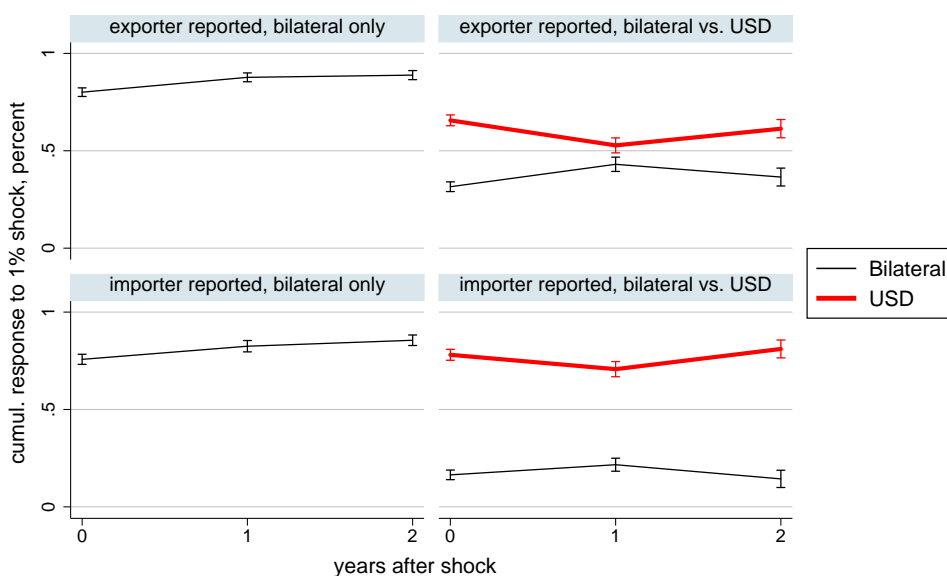 exporter reported, bilateral only
exporter reported, bilateral vs. USD
1
.5
0
importer reported, bilateral only
importer reported, bilateral vs. USD
1
.5
0
0
1
2
0
1
2
cumul. response to 1% shock, percent
years after shock
Bilateral
USD